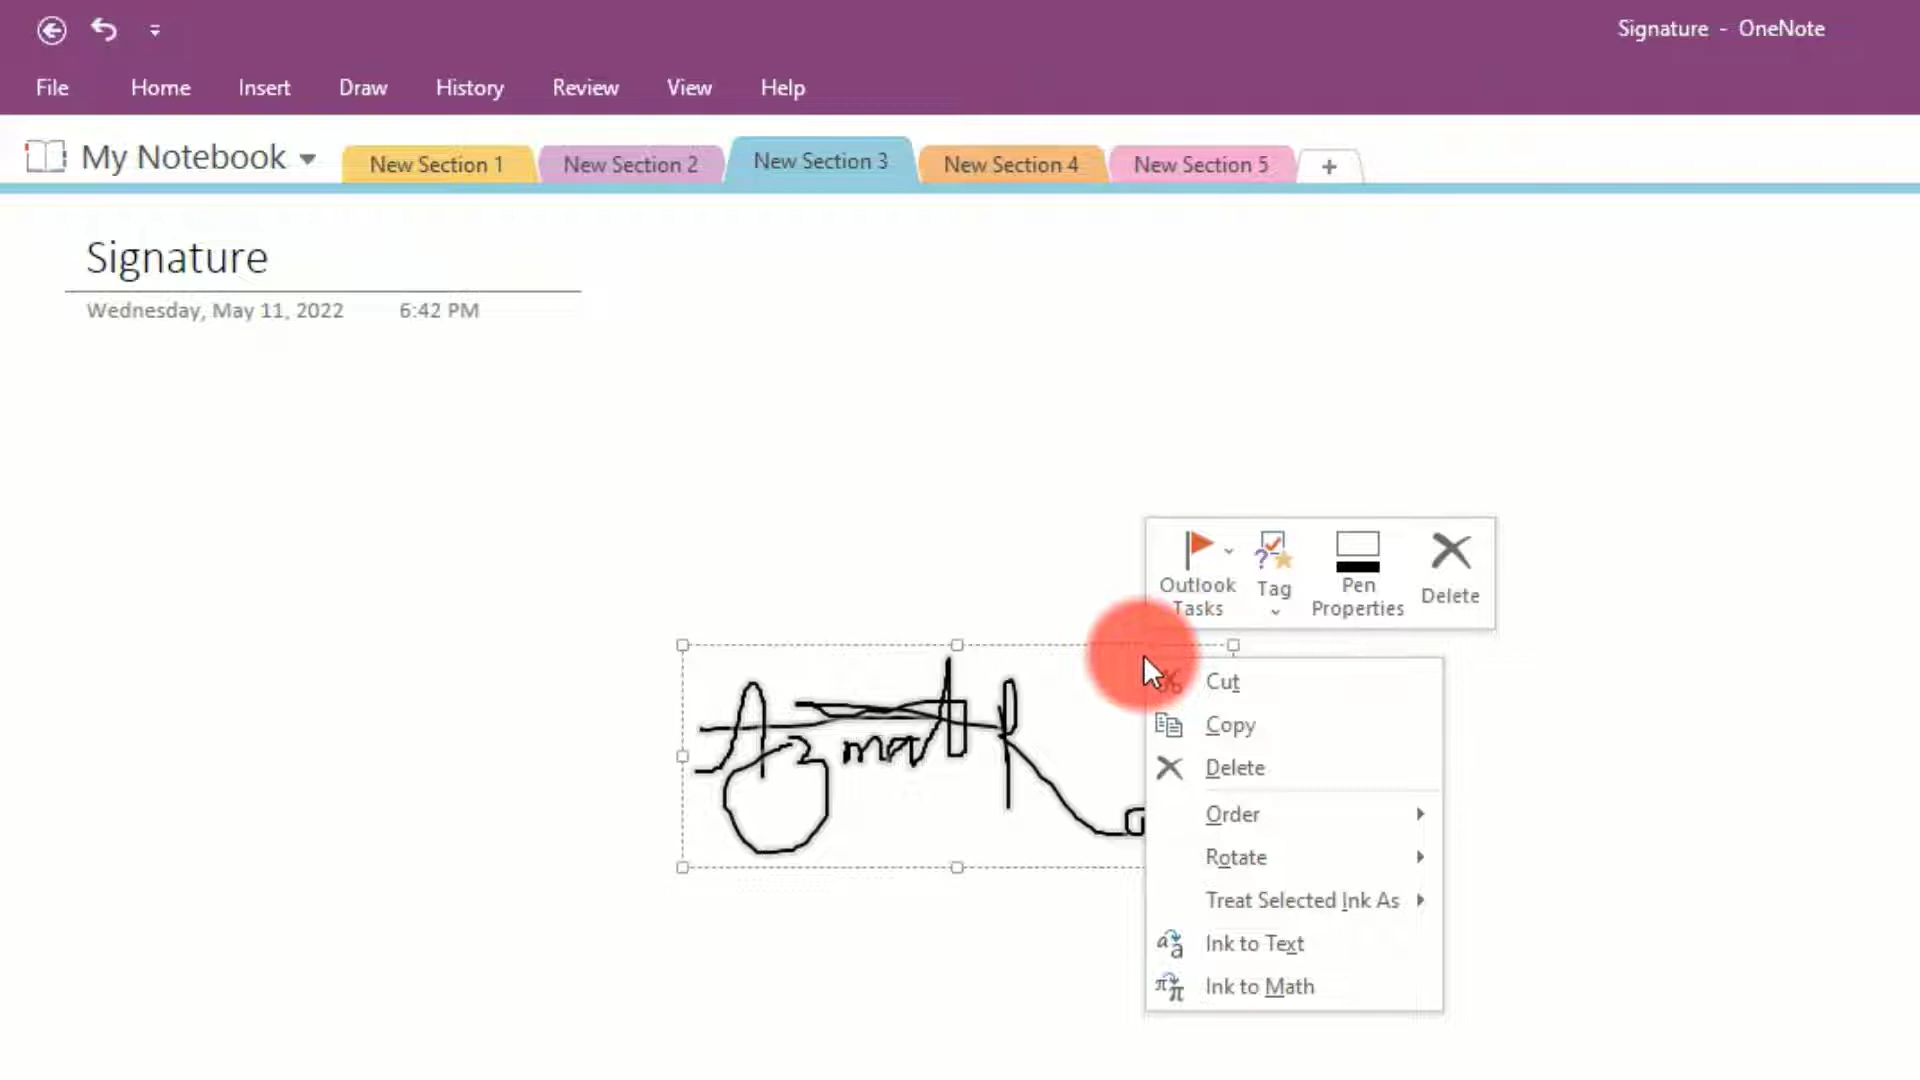 Signature - OneNote
File Home Insert Draw History Review View Help
My Notebook New Section 1 New Section 2 New Section 3 New Section 4 New Section 5 +
Signature
Wednesday, May 11, 2022 6:42 PM
Outlook Tasks Tag Pen Properties Delete
Cut
Copy
Delete
Order
Rotate
Treat Selected Ink As
Ink to Text
Ink to Math